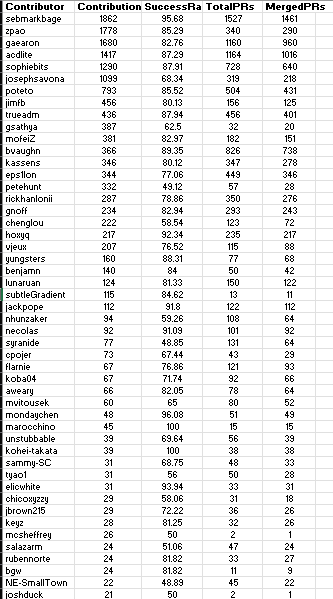 Contributor Contribution SuccessRa TotalPRs MergedPRs
sebmarkbage 1862 95.68 1527 1461
zpao 1778 85.29 340 290
gaearon 1680 82.76 1160 960
acdlite 1417 87.29 1164 1016
sophiebits 1290 87.91 728 640
josephsavona 1099 68.34 319 218
poteto 793 85.52 504 431
jimfb 456 80.13 156 125
trueadm 436 87.94 456 401
gsathya 387 62.5 32 20
mofeiZ 381 82.97 182 151
bvaughn 366 89.35 826 738
kassens 346 80.12 347 278
eps1lon 344 77.06 449 346
petehunt 332 49.12 57 28
rickhanlonii 287 78.86 350 276
gnoff 234 82.94 293 243
chenglou 222 58.54 123 72
hoxyq 217 92.34 235 217
vjeux 207 76.52 115 88
yungsters 160 88.31 77 68
benjamn 140 84 50 42
lunaruan 124 81.33 150 122
subtleGradient 115 84.62 13 11
jackpope 112 91.8 122 112
nhunzaker 94 59.26 108 64
necolas 92 91.09 101 92
syranide 77 48.85 131 64
cpojer 73 67.44 43 29
flarnie 67 76.86 121 93
koba04 67 71.74 92 66
aweary 66 82.05 78 64
mvitousek 60 65 80 52
mondaychen 48 96.08 51 49
marocchino 45 100 15 15
unstubbable 39 69.64 56 39
kohei-takata 39 100 38 38
sammy-SC 31 68.75 48 33
tyao1 31 56 50 28
elicwhite 31 93.94 33 31
chicoxyzzy 29 58.06 31 18
jbrown215 29 72.22 36 26
keyz 28 81.25 32 26
mcsheffrey 26 50 2 1
salazarm 24 51.06 47 24
rubennorte 24 81.82 33 27
bgw 24 81.82 11 9
NE-SmallTown 22 48.89 45 22
joshduck 21 50 2 1